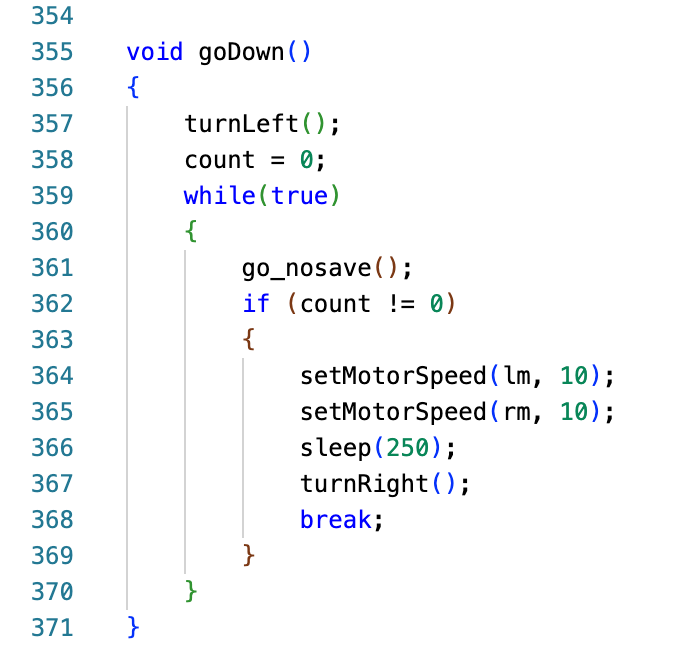 354
355 void goDown()
356 {
357 turnLeft();
358 count = 0;
359 while(true)
360 {
361 go_nosave();
362 if (count != 0)
363 {
364 setMotorSpeed(lm, 10);
365 setMotorSpeed(rm, 10);
366 sleep(250);
367 turnRight();
368 break;
369 }
370 }
371 }